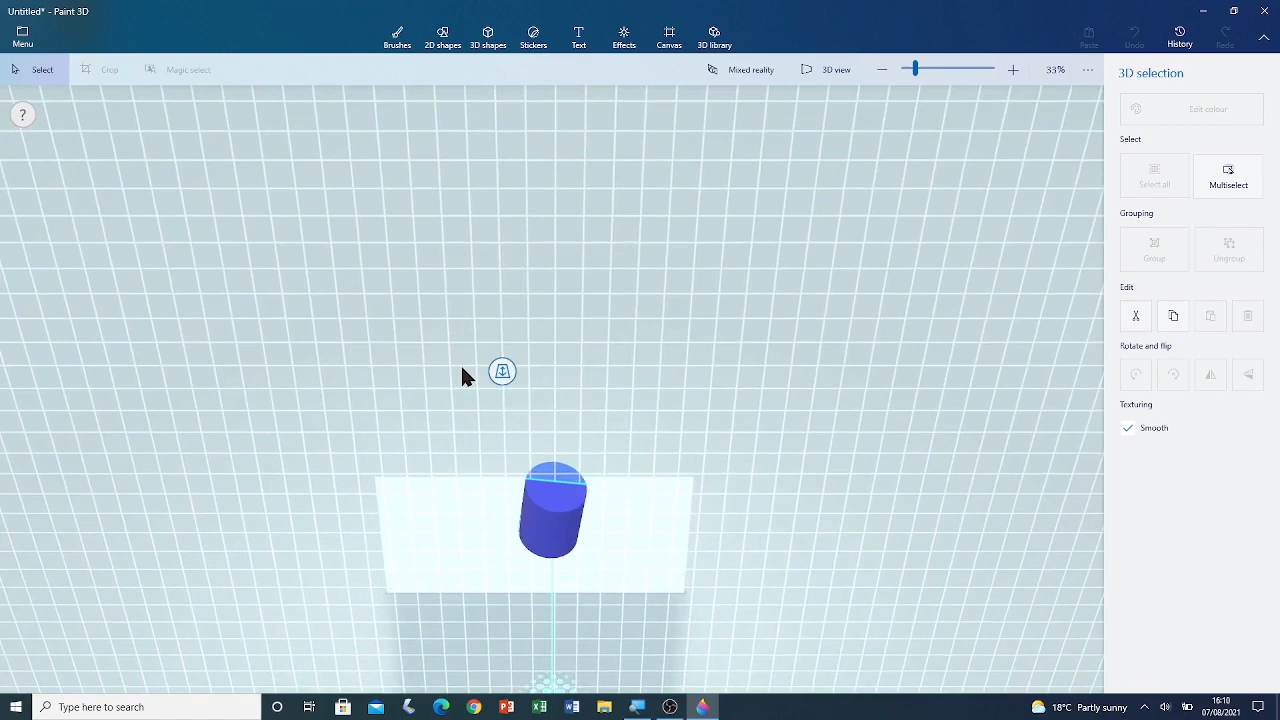 Untitled* - Paint 3D
Menu
Brushes
2D shapes
3D shapes
Stickers
Text
Effects
Canvas
3D library
Paste
Undo
History
Redo
Select
Crop
Magic select
Mixed reality
3D view
33%
3D selection
?
Edit colour
Select
Select all
Multiselect
Grouping
Group
Ungroup
Edit
Rotate and flip
Texturing
Smooth
Type here to search
18°C Partly sunny
16:10
07/08/2021